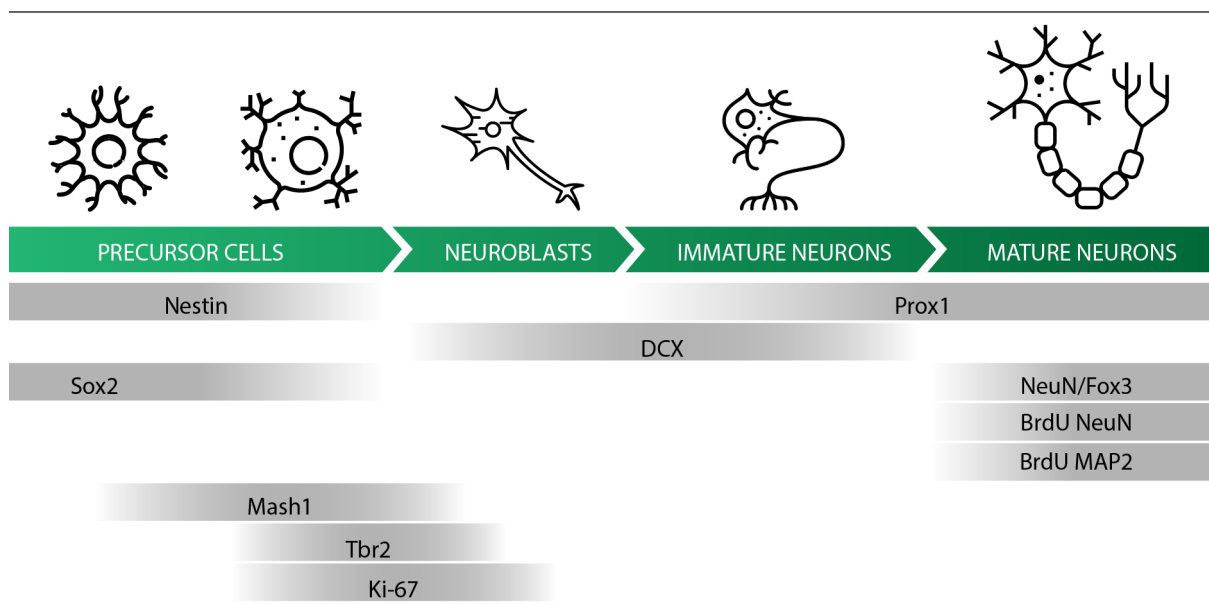 PRECURSOR CELLS
NEUROBLASTS
IMMATURE NEURONS
MATURE NEURONS
Nestin
Prox1
DCX
Sox2
NeuN/Fox3
BrdU NeuN
BrdU MAP2
Mash1
Tbr2
Ki-67